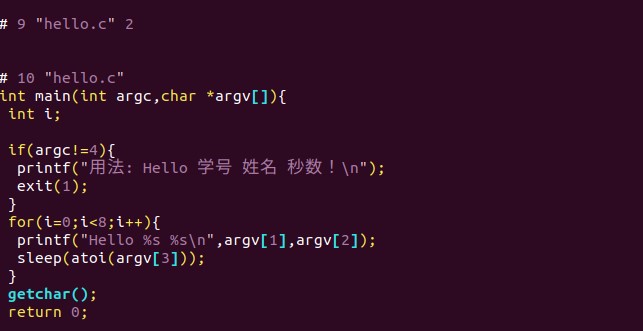 # 9 "hello.c" 2
# 10 "hello.c"
int main(int argc,char *argv[]){
 int i;
 if(argc!=4){
  printf("用法: Hello 学号 姓名 秒数！\n");
  exit(1);
 }
 for(i=0;i<8;i++){
  printf("Hello %s %s\n",argv[1],argv[2]);
  sleep(atoi(argv[3]));
 }
 getchar();
 return 0;